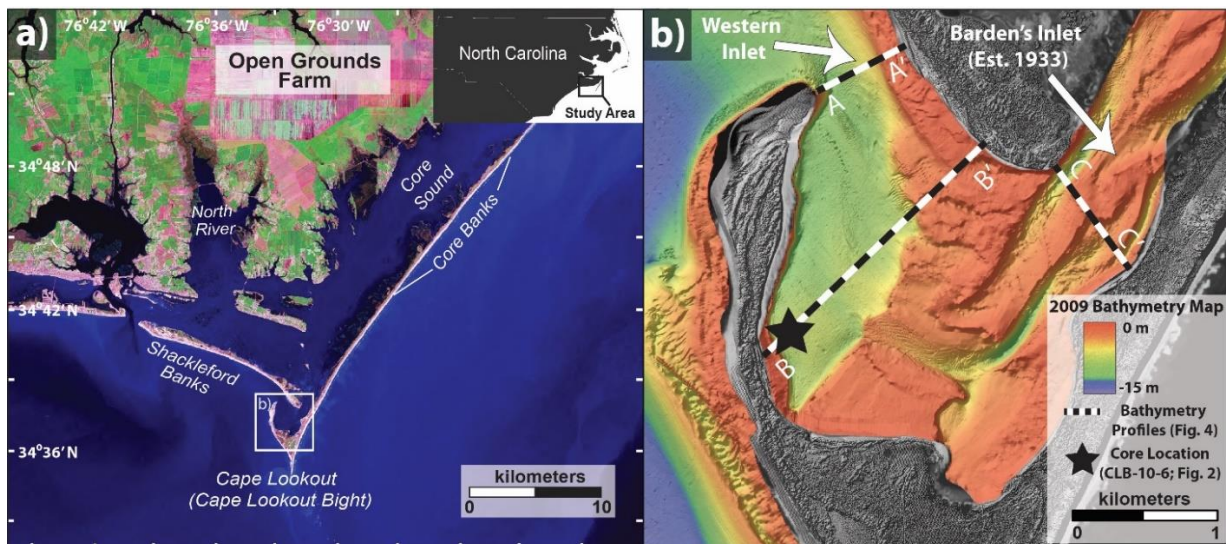 a)
76°42' W
76°36' W
76°30' W
Open Grounds
Farm
North Carolina
Study Area
34°48' N
North
River
Core
Sound
Core Banks
34°42' N
Shackleford
Banks
b)
34°36' N
Cape Lookout
(Cape Lookout Bight)
kilometers
0 10
b)
Western
Inlet
Barden's Inlet
(Est. 1933)
A A'
B'
C
C'
B
2009 Bathymetry Map
0 m
-15 m
Bathymetry
Profiles (Fig. 4)
Core Location
(CLB-10-6; Fig. 2)
kilometers
0 1